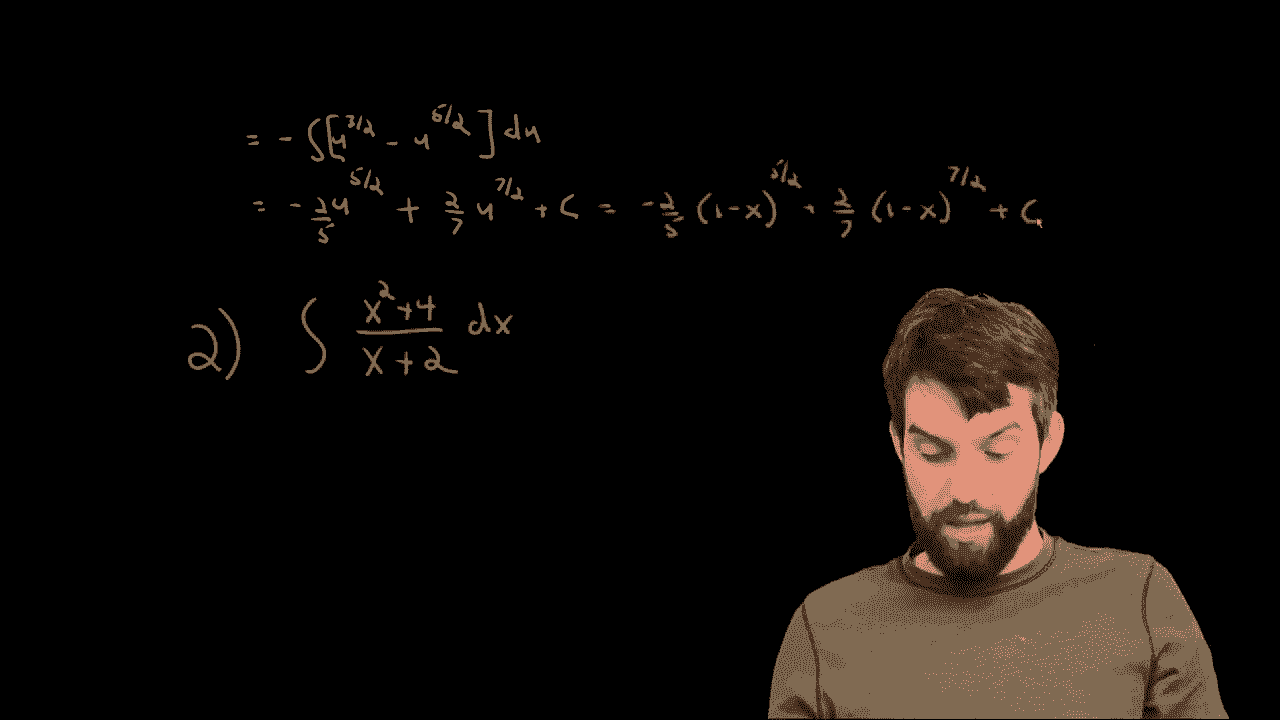 = - ∫[u^{3/2} - u^{5/2}] du
= -2/5 u^{5/2} + 2/7 u^{7/2} + C = -2/5 (1-x)^{5/2} + 2/7 (1-x)^{7/2} + C
2) ∫ (x^2+4)/(x+2) dx